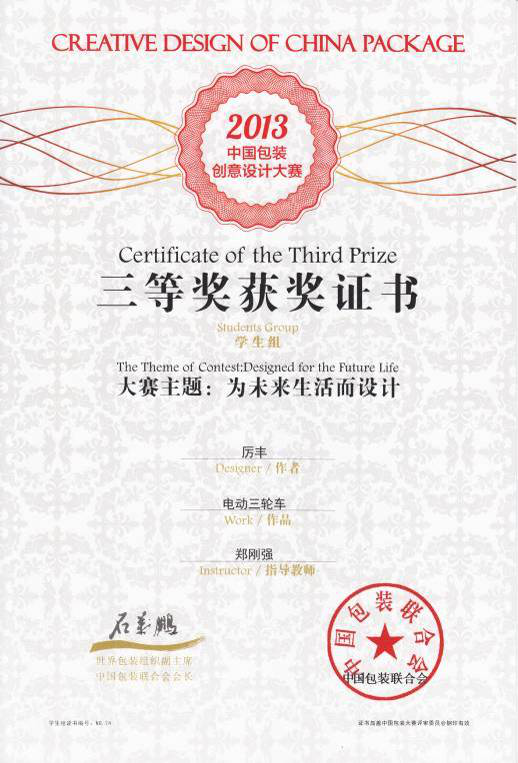 CREATIVE DESIGN OF CHINA PACKAGE
2013
中国包装
创意设计大赛
Certificate of the Third Prize
三等奖获奖证书
Students Group
学生组
The Theme of Contest:Designed for the Future Life
大赛主题：为未来生活而设计
厉丰
Designer / 作者
电动三轮车
Work / 作品
郑刚强
Instructor / 指导教师
石万鹏
世界包装组织副主席
中国包装联合会会长
中国包装联合会
中国包装联合会
学生组证书编号：NO.74
证书加盖中国包装大赛评审委员会钢印有效